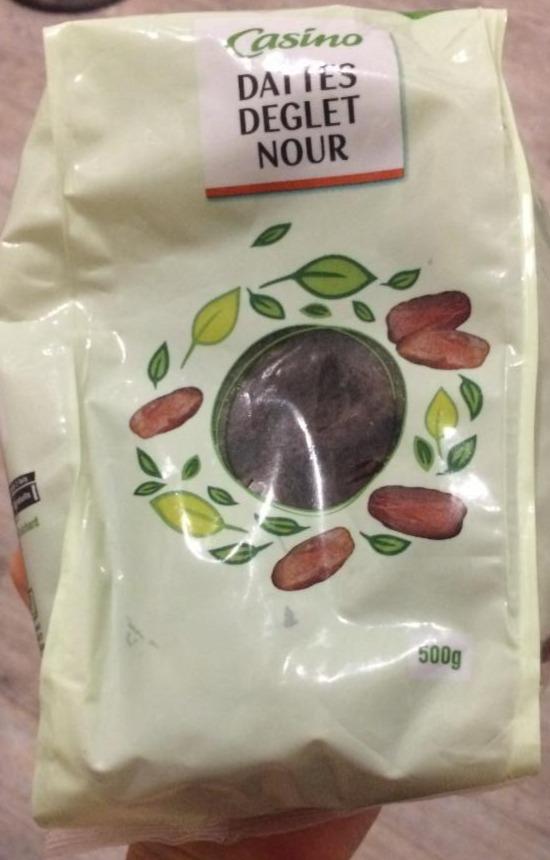 Casino
DATTES
DEGLET
NOUR
500g